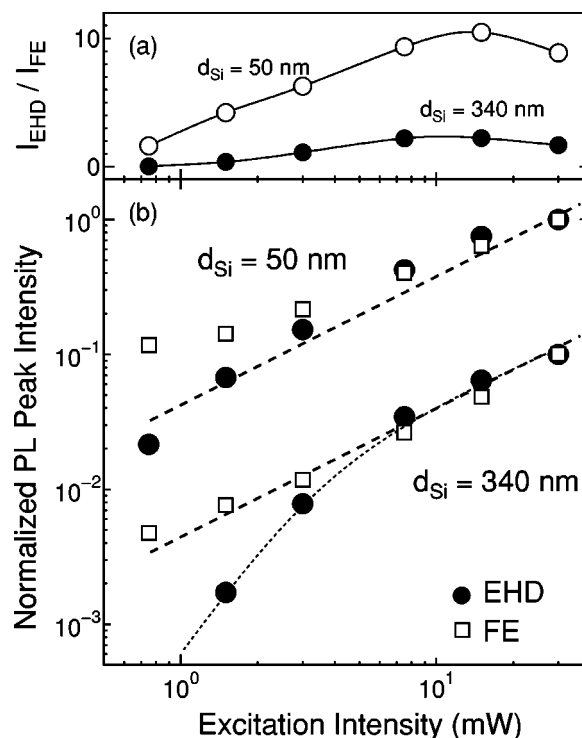 (a)
I_EHD / I_FE
10
0
d_Si = 50 nm
d_Si = 340 nm
(b)
Normalized PL Peak Intensity
10^0
10^-1
10^-2
10^-3
d_Si = 50 nm
d_Si = 340 nm
EHD
FE
10^0
10^1
Excitation Intensity (mW)